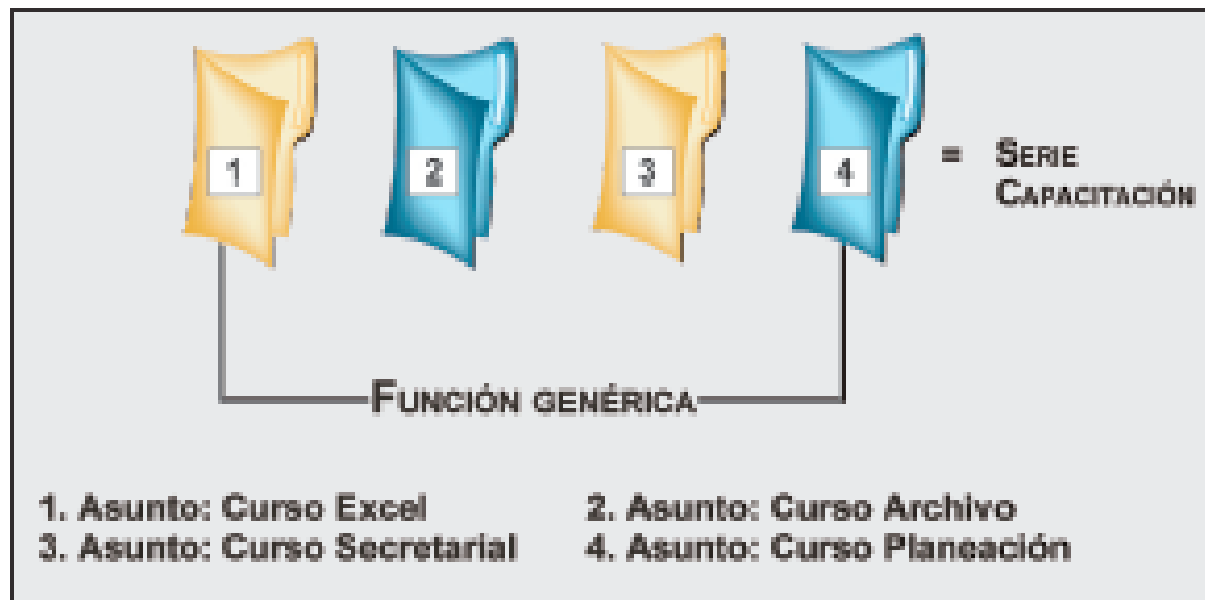 1 2 3 4 = SERIE
CAPACITACIÓN
FUNCIÓN GENÉRICA
1. Asunto: Curso Excel 2. Asunto: Curso Archivo
3. Asunto: Curso Secretarial 4. Asunto: Curso Planeación